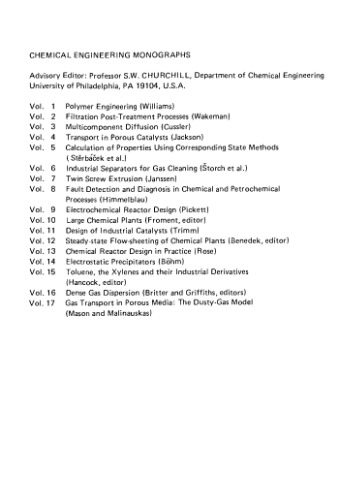 CHEMICAL ENGINEERING MONOGRAPHS
Advisory Editor: Professor S.W. CHURCHILL, Department of Chemical Engineering
University of Philadelphia, PA 19104, U.S.A.
Vol. 1 Polymer Engineering (Williams)
Vol. 2 Filtration Post-Treatment Processes (Wakeman)
Vol. 3 Multicomponent Diffusion (Cussler)
Vol. 4 Transport in Porous Catalysts (Jackson)
Vol. 5 Calculation of Properties Using Corresponding State Methods
(Štěrbáček et al.)
Vol. 6 Industrial Separators for Gas Cleaning (Štorch et al.)
Vol. 7 Twin Screw Extrusion (Janssen)
Vol. 8 Fault Detection and Diagnosis in Chemical and Petrochemical
Processes (Himmelblau)
Vol. 9 Electrochemical Reactor Design (Pickett)
Vol. 10 Large Chemical Plants (Froment, editor)
Vol. 11 Design of Industrial Catalysts (Trimm)
Vol. 12 Steady-state Flow-sheeting of Chemical Plants (Benedek, editor)
Vol. 13 Chemical Reactor Design in Practice (Rose)
Vol. 14 Electrostatic Precipitators (Böhm)
Vol. 15 Toluene, the Xylenes and their Industrial Derivatives
(Hancock, editor)
Vol. 16 Dense Gas Dispersion (Britter and Griffiths, editors)
Vol. 17 Gas Transport in Porous Media: The Dusty-Gas Model
(Mason and Malinauskas)